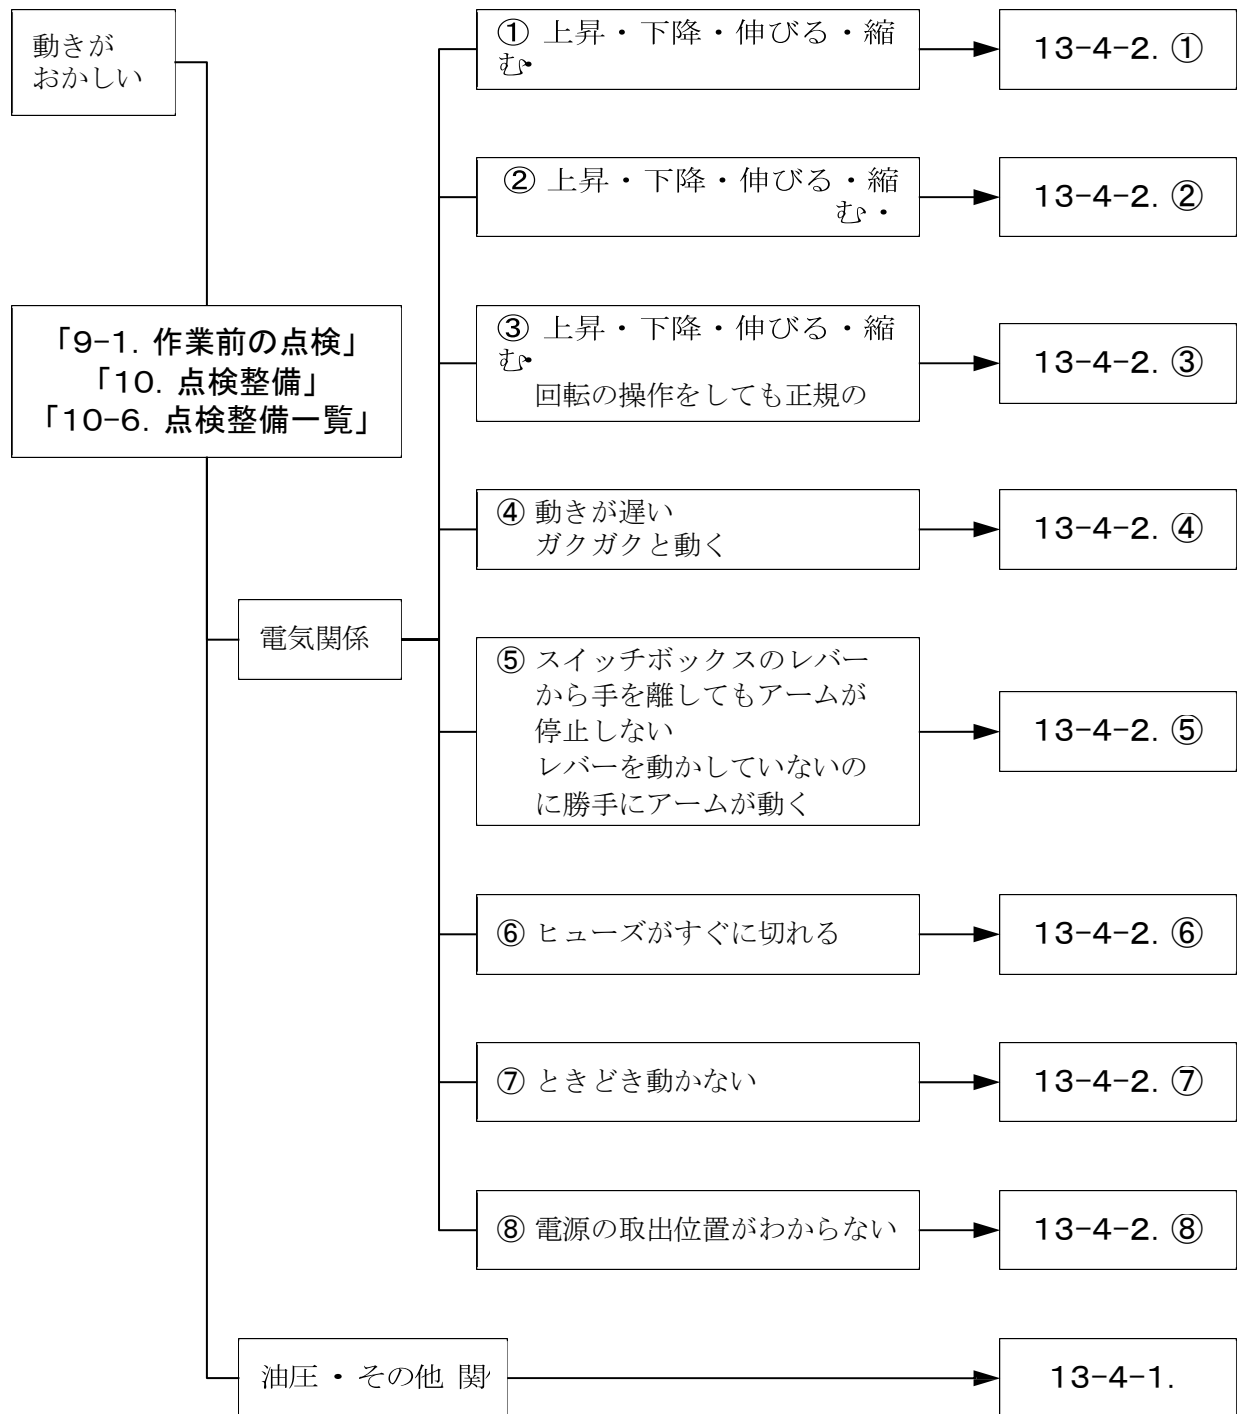 動きが
おかしい
「9-1. 作業前の点検」
「10. 点検整備」
「10-6. 点検整備一覧」
電気関係
① 上昇・下降・伸びる・縮
む・
13-4-2. ①
② 上昇・下降・伸びる・縮
む・
13-4-2. ②
③ 上昇・下降・伸びる・縮
む・
回転の操作をしても正規の
13-4-2. ③
④ 動きが遅い
ガクガクと動く
13-4-2. ④
⑤ スイッチボックスのレバー
から手を離してもアームが
停止しない
レバーを動かしていないの
に勝手にアームが動く
13-4-2. ⑤
⑥ ヒューズがすぐに切れる
13-4-2. ⑥
⑦ ときどき動かない
13-4-2. ⑦
⑧ 電源の取出位置がわからない
13-4-2. ⑧
油圧・その他 関
13-4-1.